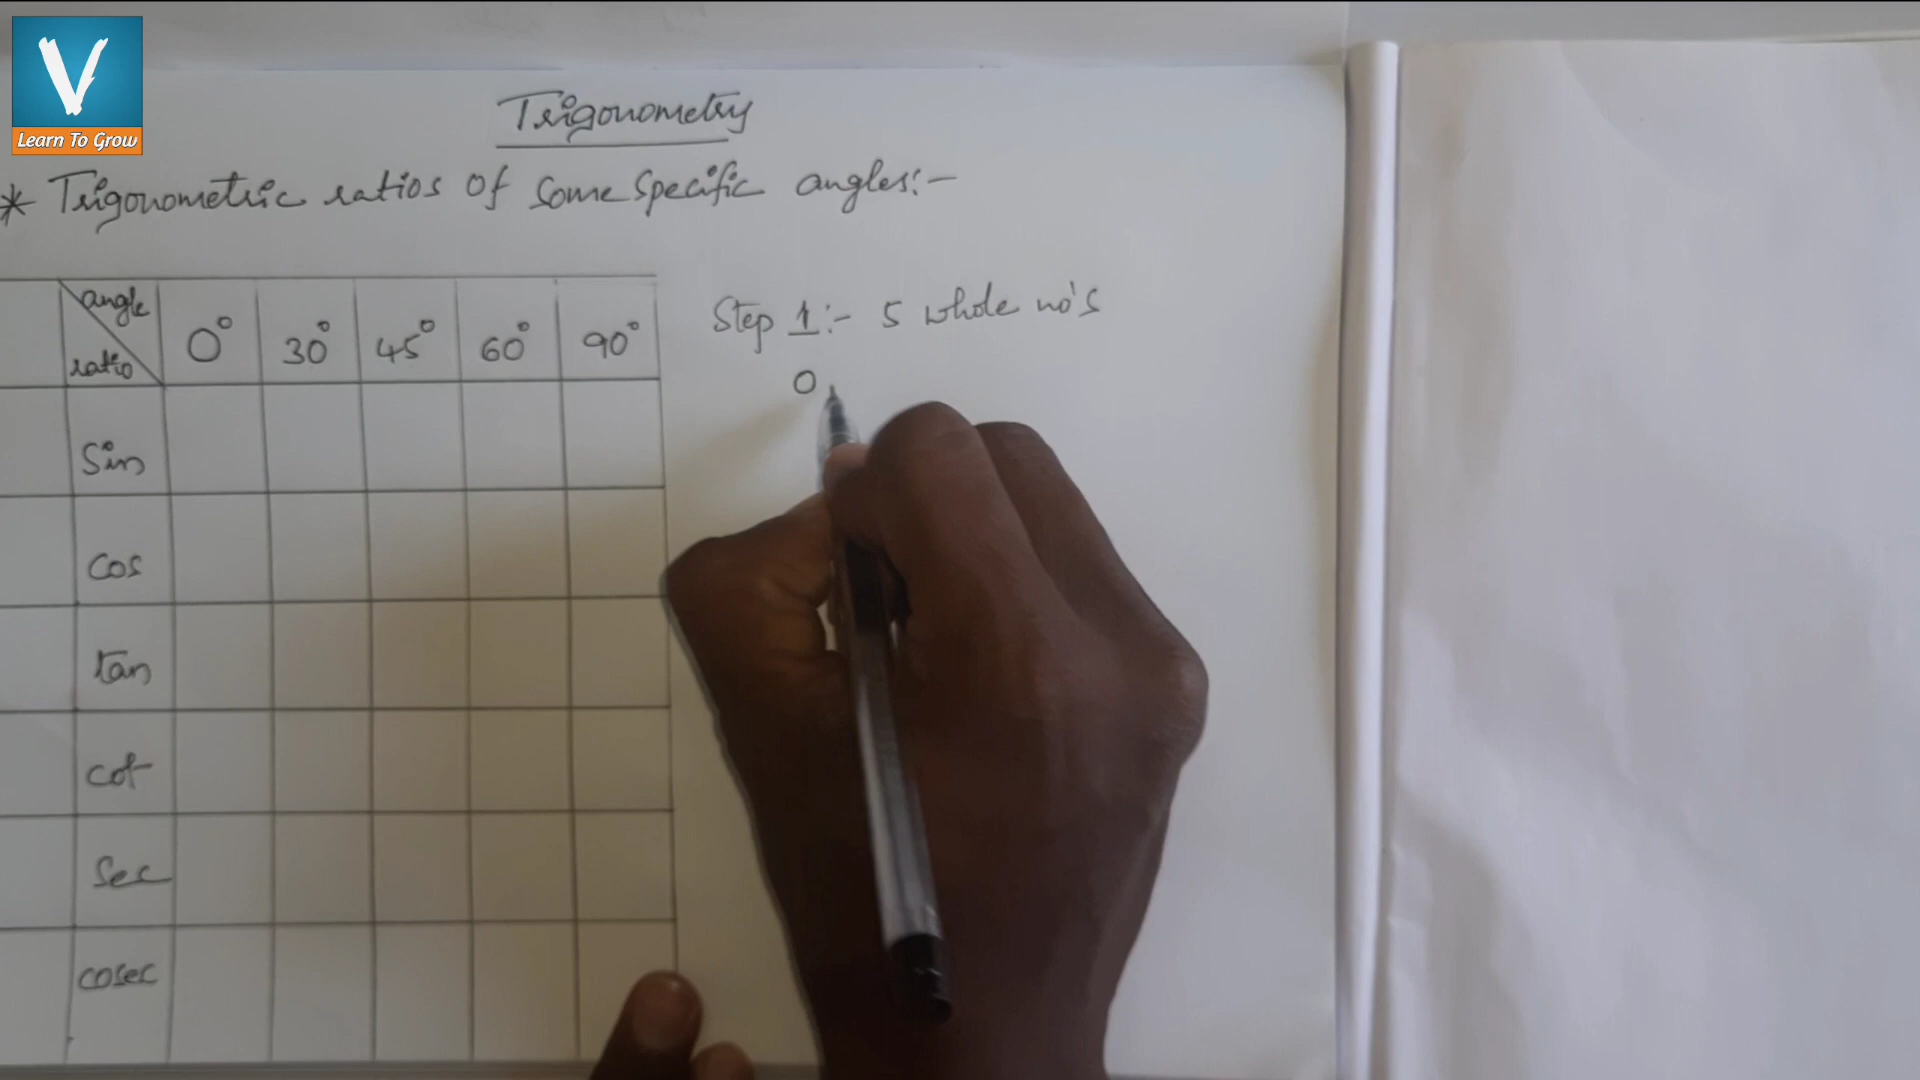 V
Learn To Grow
Trigonometry
* Trigonometric ratios of some specific angles:-
angle
ratio
0° 30° 45° 60° 90°
Step 1:- 5 whole no's
0
Sin
Cos
tan
cot
Sec
cosec